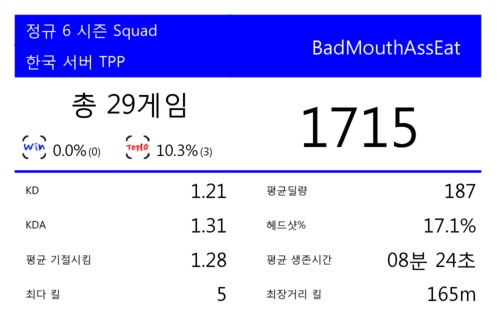 정규 6 시즌 Squad
한국 서버 TPP
BadMouthAssEat
총 29게임
Win 0.0%(0) TOP10 10.3%(3)
1715
KD 1.21
평균딜량 187
KDA 1.31
헤드샷% 17.1%
평균 기절시킴 1.28
평균 생존시간 08분 24초
최다 킬 5
최장거리 킬 165m